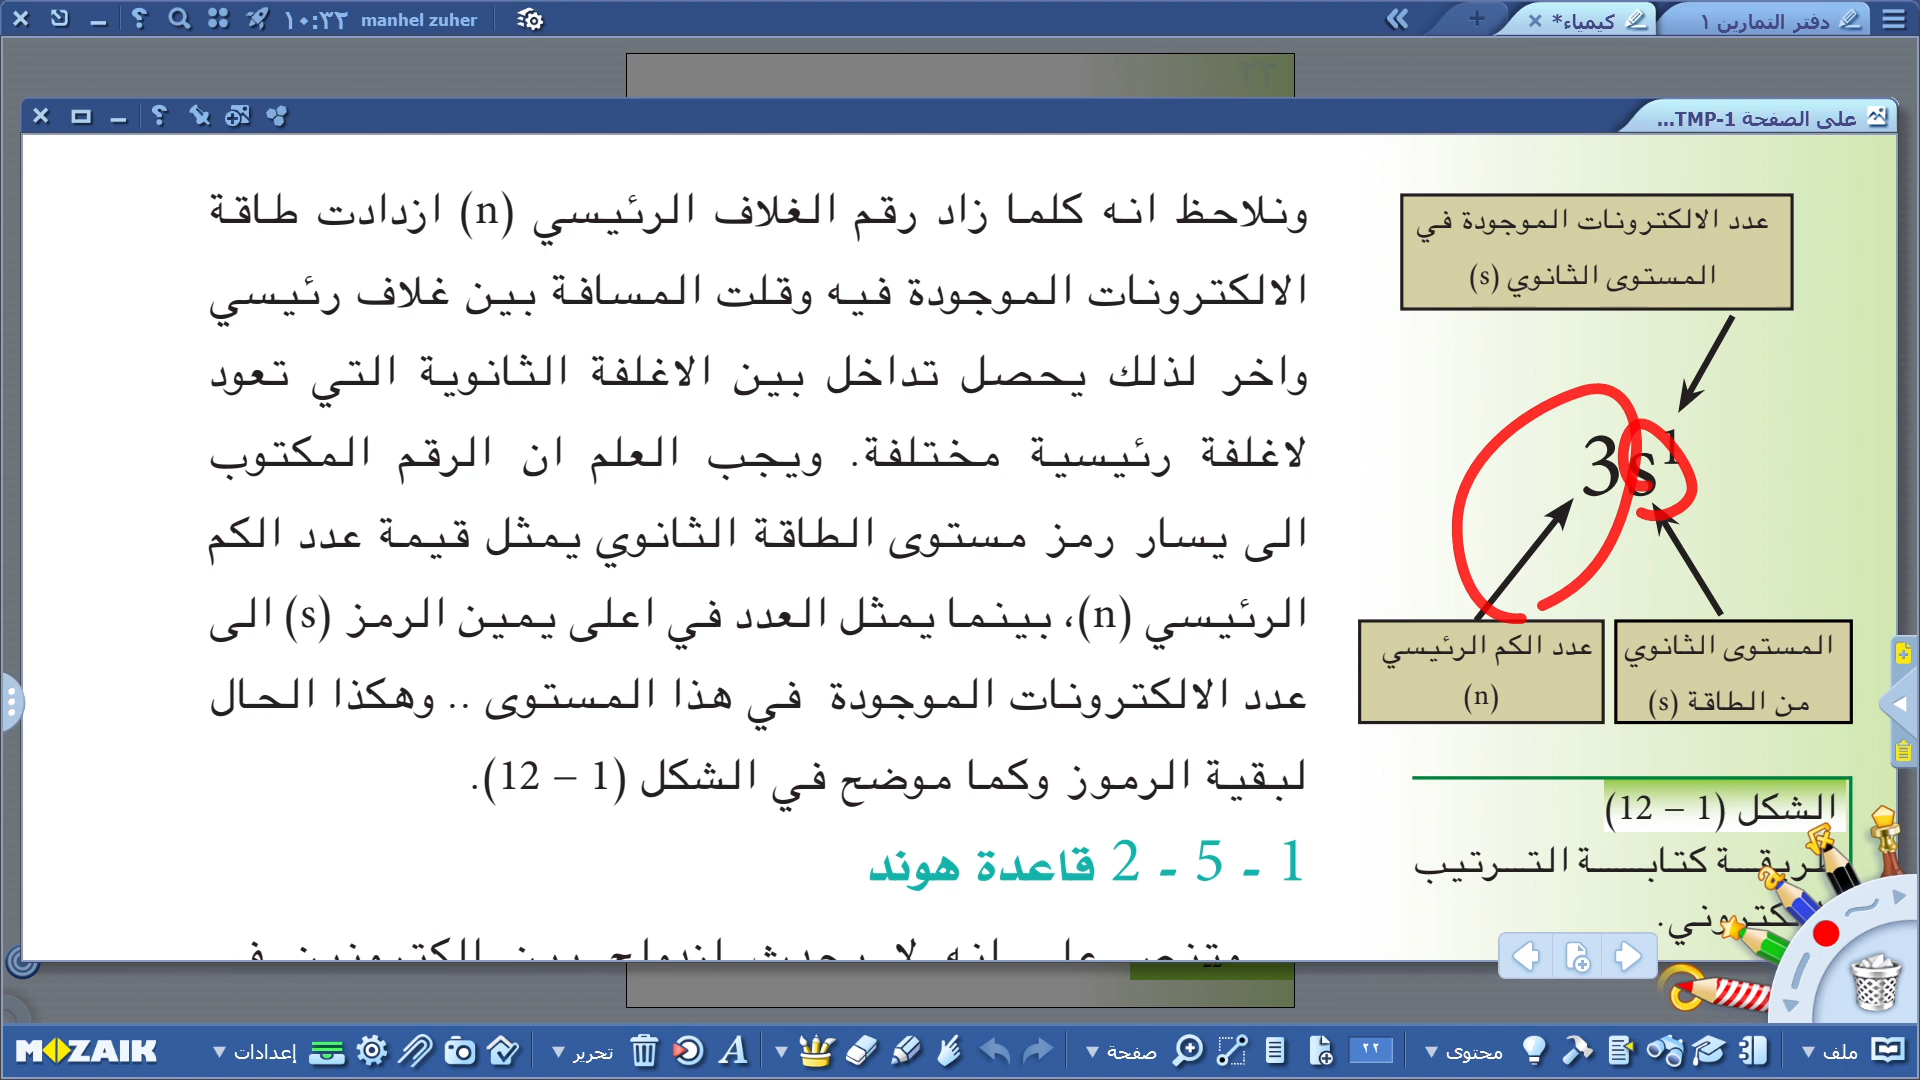 دفتر التمارين ١
كيمياء*
manhel zuher
١٠:٣٢
على الصفحة TMP-1...
ونلاحظ انه كلما زاد رقم الغلاف الرئيسي (n) ازدادت طاقة
الالكترونات الموجودة فيه وقلت المسافة بين غلاف رئيسي
واخر لذلك يحصل تداخل بين الاغلفة الثانوية التي تعود
لاغلفة رئيسية مختلفة. ويجب العلم ان الرقم المكتوب
الى يسار رمز مستوى الطاقة الثانوي يمثل قيمة عدد الكم
الرئيسي (n)، بينما يمثل العدد في اعلى يمين الرمز (s) الى
عدد الالكترونات الموجودة في هذا المستوى .. وهكذا الحال
لبقية الرموز وكما موضح في الشكل (1 – 12).
1 - 5 - 2 قاعدة هوند
عدد الالكترونات الموجودة في
المستوى الثانوي (s)
3s¹
المستوى الثانوي
من الطاقة (s)
عدد الكم الرئيسي
(n)
الشكل (1 – 12)
كتابة الترتيب
ملف
محتوى
٢٢
صفحة
تحرير
إعدادات
MOZAIK